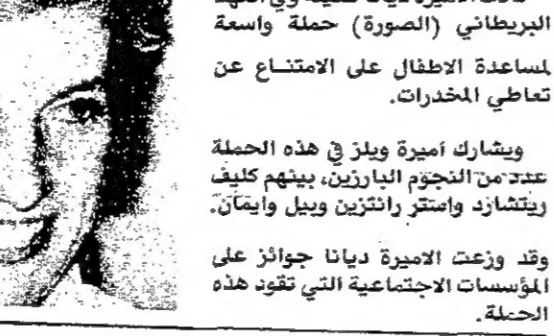 الاميرة ديانا
البريطاني (الصورة) حملة واسعة
لمساعدة الاطفال على الامتناع عن
تعاطي المخدرات.
ويشارك أميرة ويلز في هذه الحملة
عدد من النجوم البارزين، بينهم كليف
ريتشارد واستر رانتزين وبيل وايمان.
وقد وزعت الاميرة ديانا جوائز على
المؤسسات الاجتماعية التي تقود هذه
الحملة.